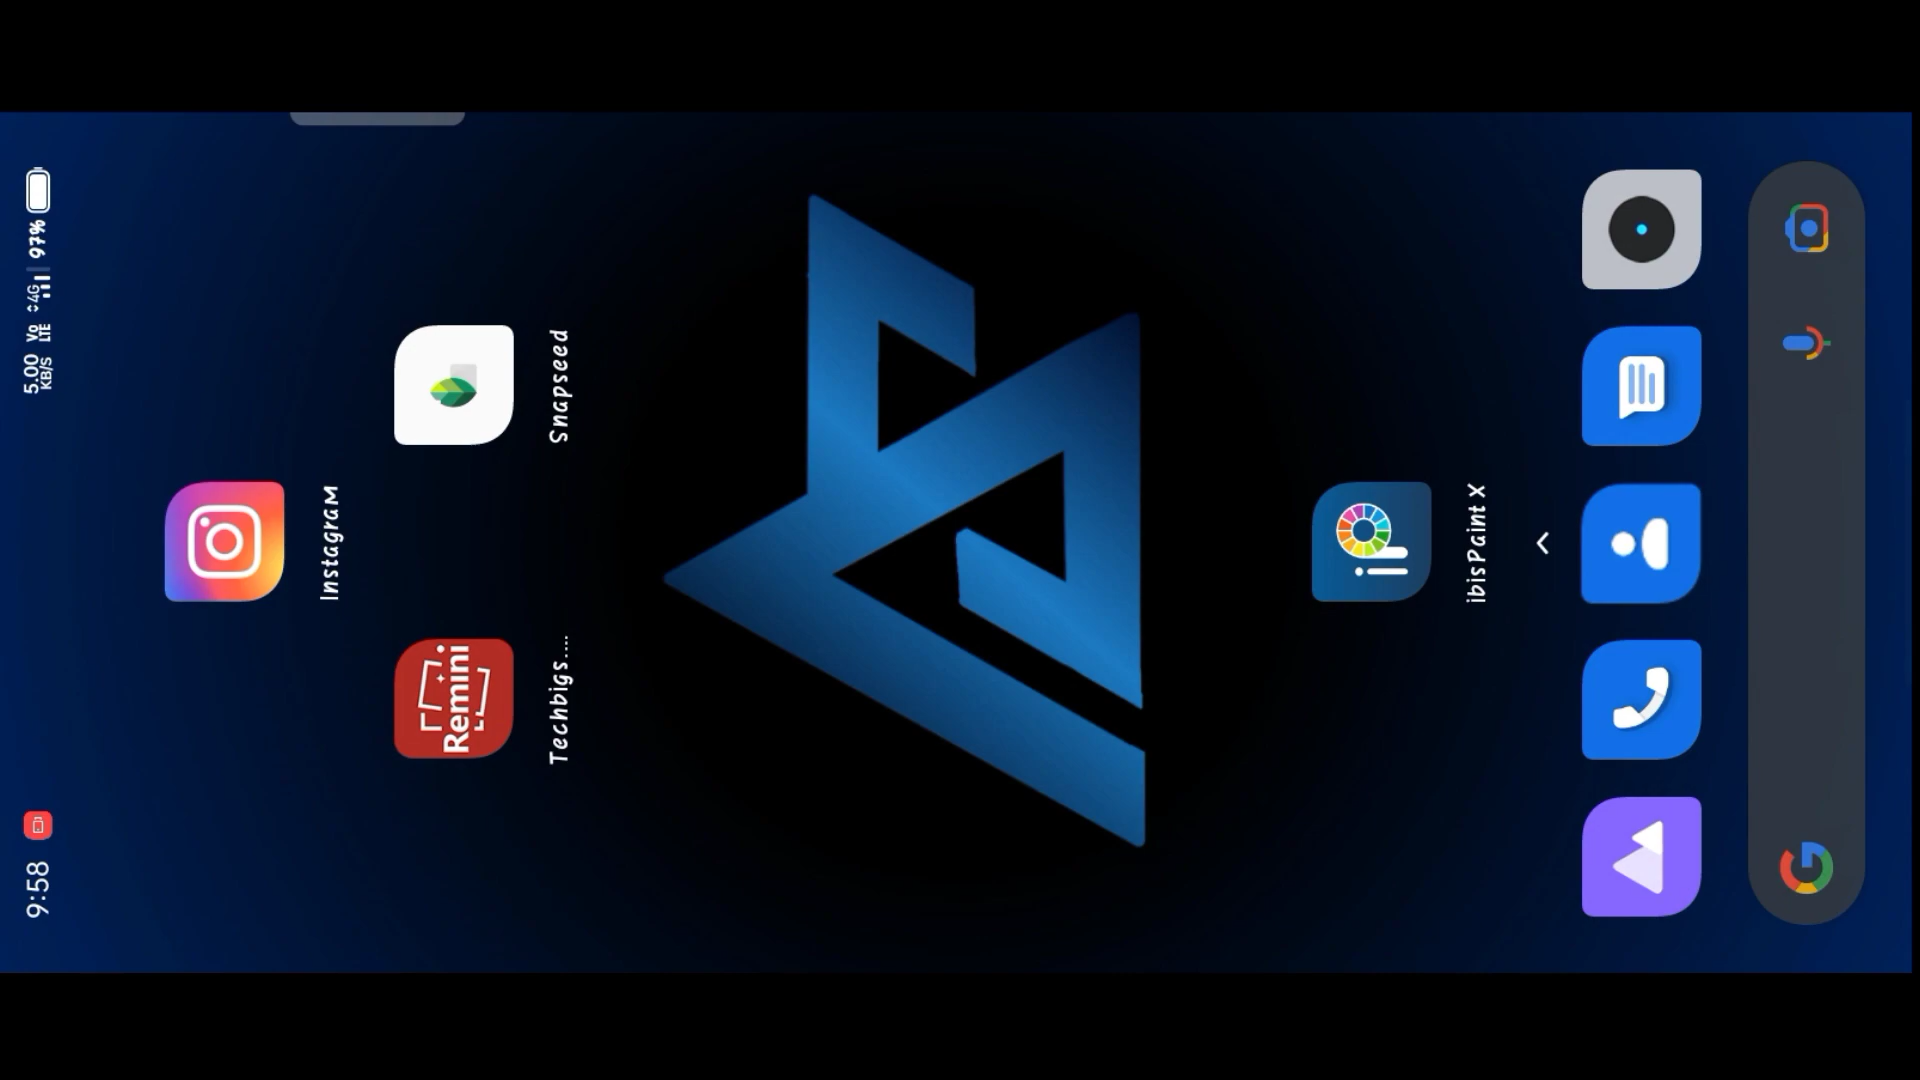 9:58
5.00 KB/S Vo LTE 4G 97%
Instagram
Remini
Techbigs....
Snapseed
ibisPaint X